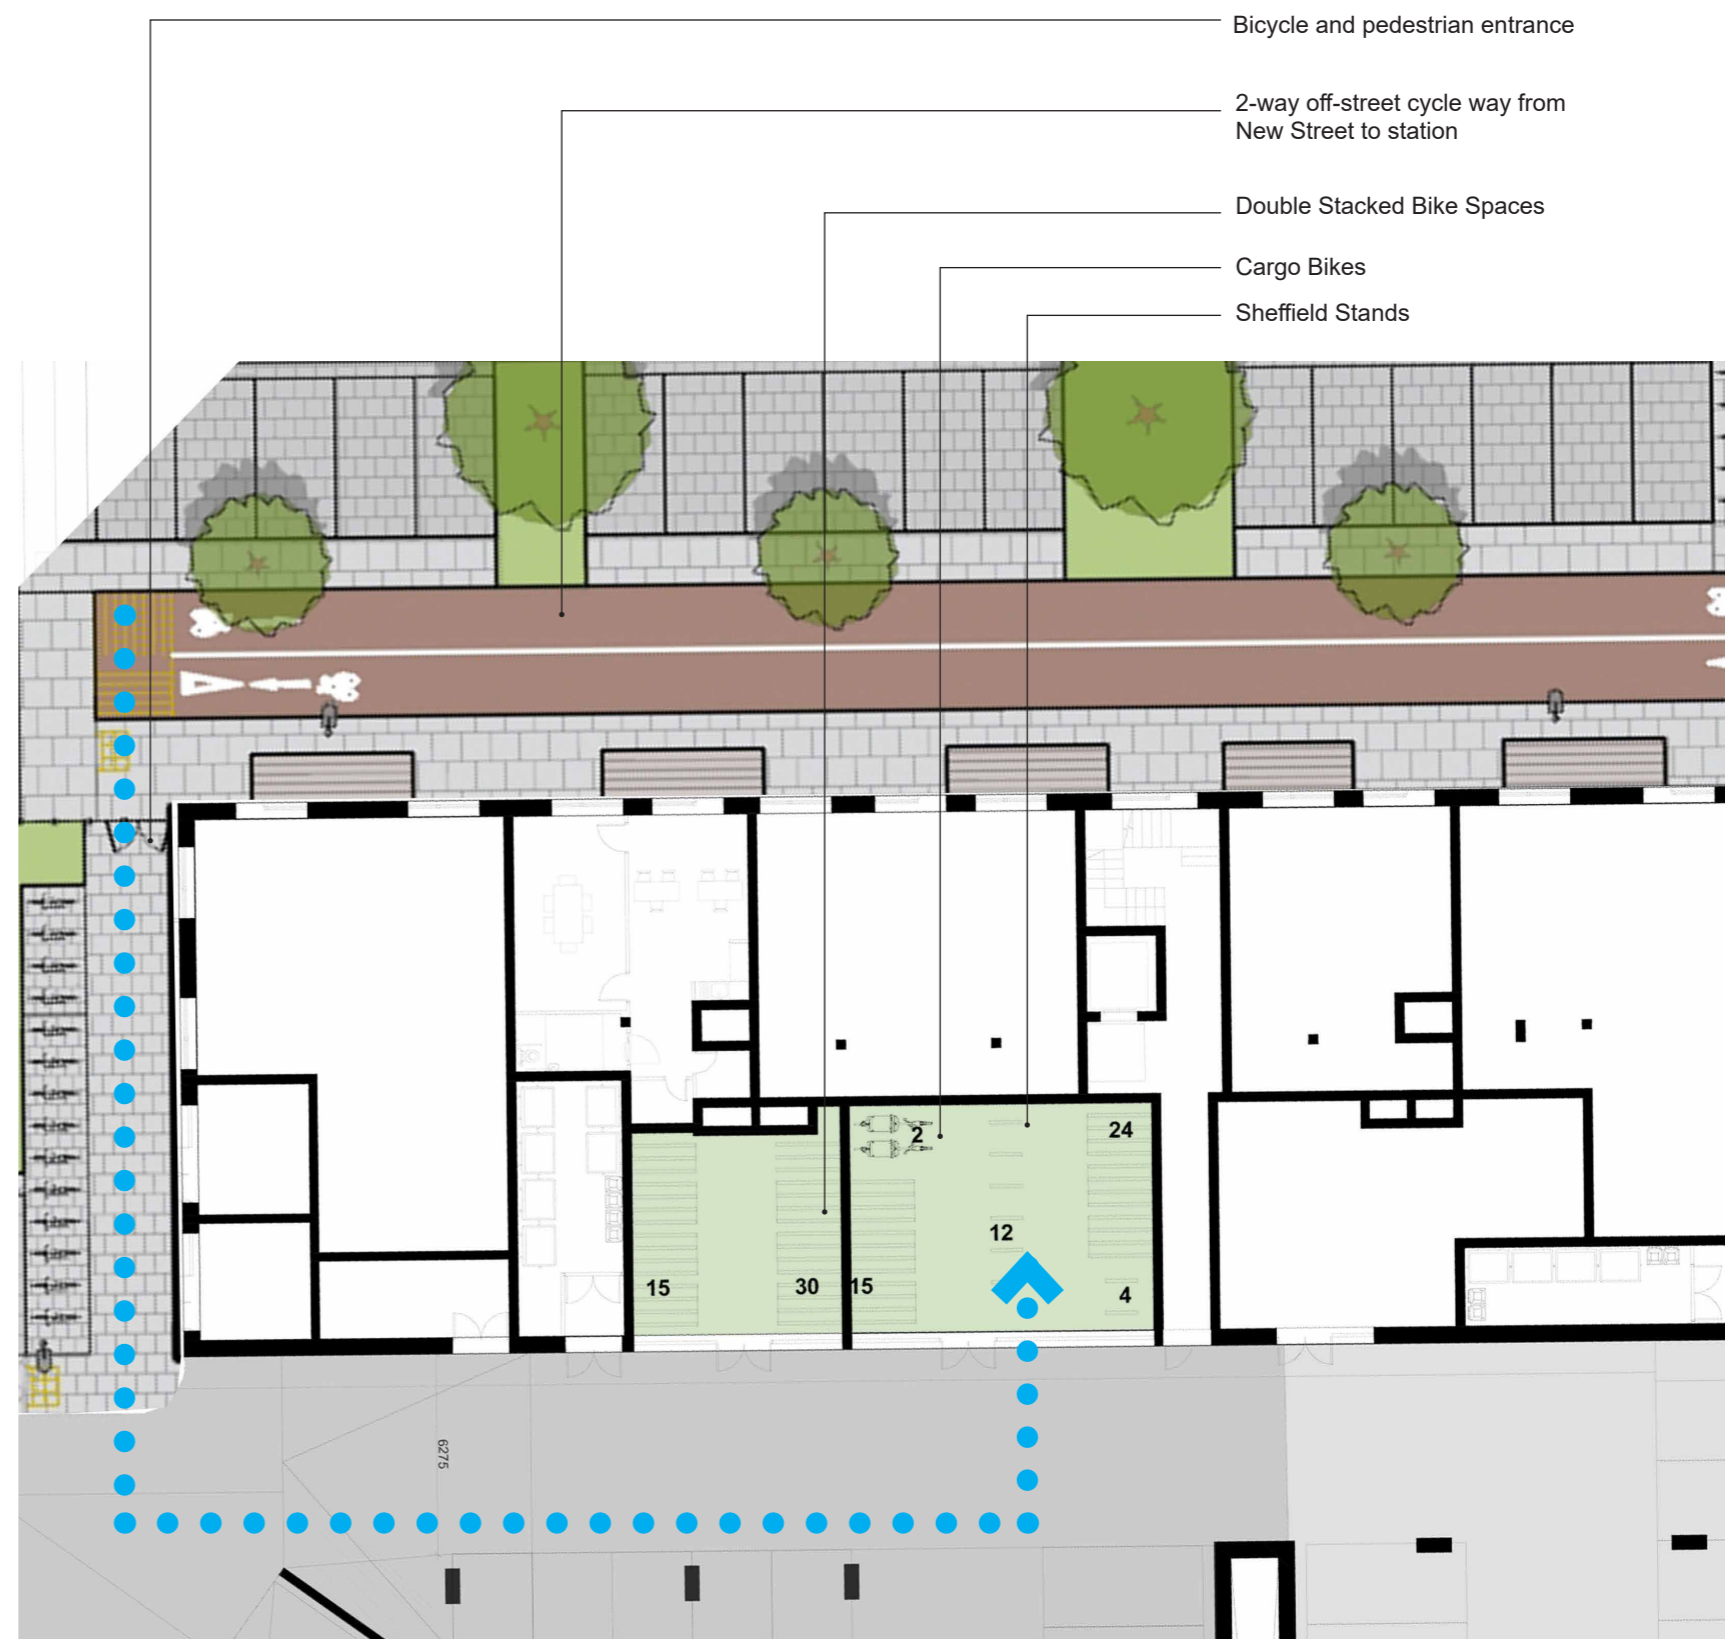 Bicycle and pedestrian entrance
2-way off-street cycle way from
New Street to station
Double Stacked Bike Spaces
Cargo Bikes
Sheffield Stands
2
24
12
15
30
15
4
6275